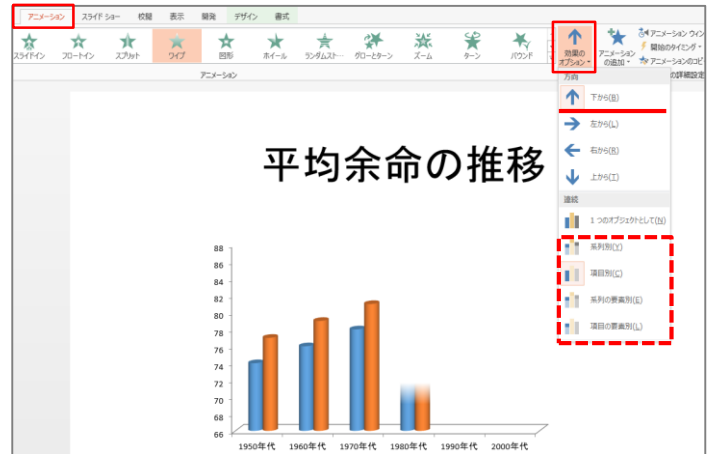 アニメーション スライド ショー 校閲 表示 開発 デザイン 書式
スライドイン フロートイン スプリット ワイプ 図形 ホイール ランダムスト… グローとターン ズーム ターン バウンド
効果のオプション
アニメーションの追加
アニメーション ウィン
開始のタイミング
アニメーションのコピ
アニメーション
の詳細設定
方向
下から(B)
左から(L)
右から(R)
上から(T)
連続
1 つのオブジェクトとして(N)
系列別(Y)
項目別(C)
系列の要素別(E)
項目の要素別(L)
平均余命の推移
88
86
84
82
80
78
76
74
72
70
68
66
1950年代 1960年代 1970年代 1980年代 1990年代 2000年代